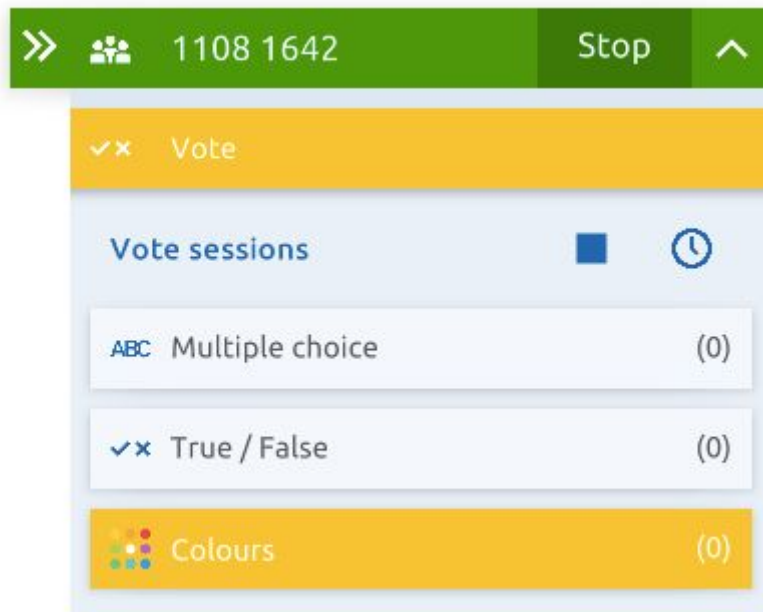 1108 1642 Stop
Vote
Vote sessions
ABC Multiple choice (0)
True / False (0)
Colours (0)